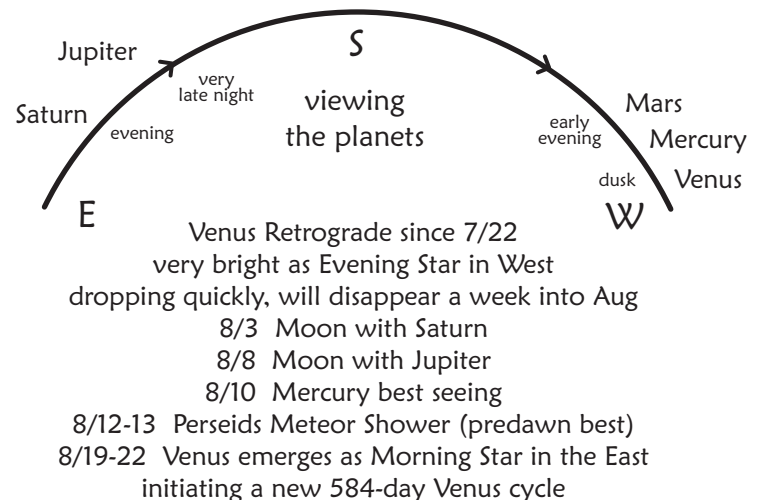 Jupiter
S
very
late night
viewing
the planets
Saturn
evening
Mars
early
evening
Mercury
dusk
Venus
E
W
Venus Retrograde since 7/22
very bright as Evening Star in West
dropping quickly, will disappear a week into Aug
8/3 Moon with Saturn
8/8 Moon with Jupiter
8/10 Mercury best seeing
8/12-13 Perseids Meteor Shower (predawn best)
8/19-22 Venus emerges as Morning Star in the East
initiating a new 584-day Venus cycle